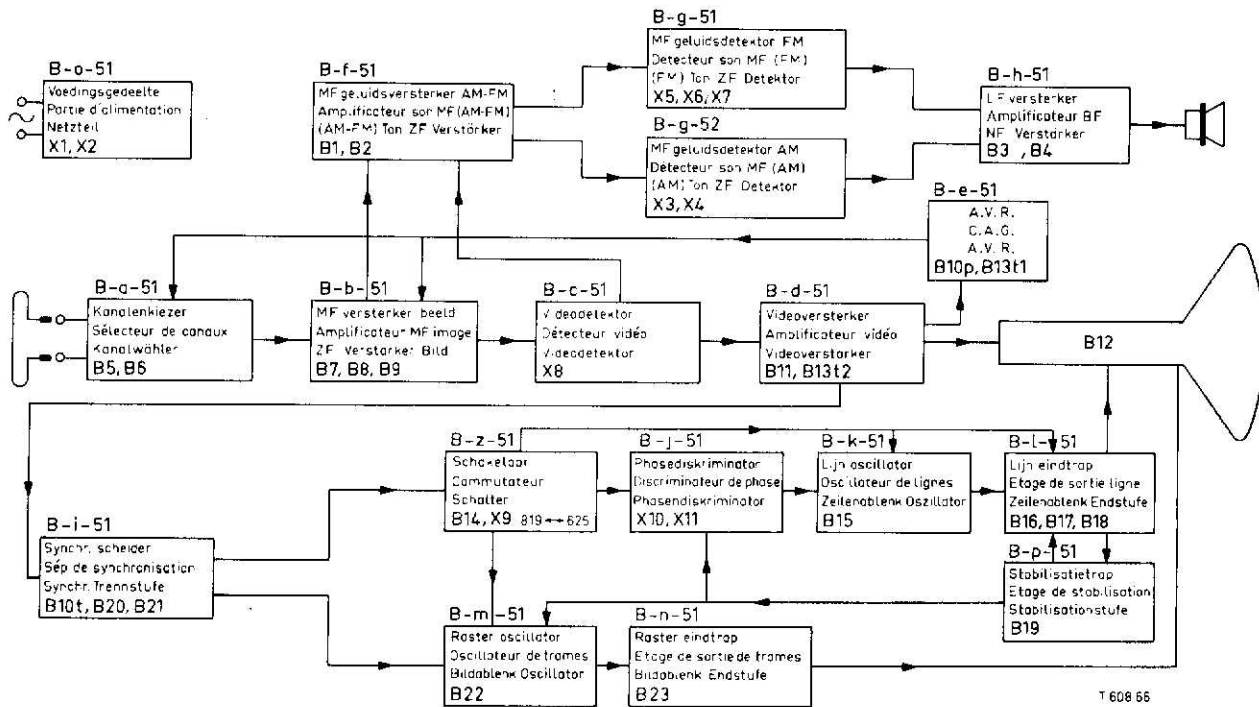 B-o-51
Voedingsgedeelte
Partie d'alimentation
Netzteil
X1, X2
B-f-51
MF geluidsversterker AM-FM
Amplificateur son MF (AM-FM)
(AM-FM) Ton ZF Verstärker
B1, B2
B-g-51
MF geluidsdetektor FM
Détecteur son MF (FM)
(FM) Ton ZF Detektor
X5, X6, X7
B-g-52
MF geluidsdetektor AM
Détecteur son MF (AM)
(AM) Ton ZF Detektor
X3, X4
B-h-51
LF versterker
Amplificateur BF
NF Verstärker
B3 , B4
B-e-51
A.V.R.
C.A.G.
A.V.R.
B10p, B13t1
B-a-51
Kanalenkiezer
Sélecteur de canaux
Kanalwähler
B5, B6
B-b-51
MF versterker beeld
Amplificateur MF image
ZF Verstärker Bild
B7, B8, B9
B-c-51
Videodetektor
Détecteur vidéo
Videodetektor
X8
B-d-51
Videoversterker
Amplificateur vidéo
Videoverstärker
B11, B13t2
B12
B-z-51
Schakelaar
Commutateur
Schalter
B14, X9 819 ↔ 625
B-j-51
Phasediskriminator
Discriminateur de phase
Phasendiskriminator
X10, X11
B-k-51
Lijn oscillator
Oscillateur de lignes
Zeilenablenk Oszillator
B15
B-l-51
Lijn eindtrap
Etage de sortie ligne
Zeilenablenk Endstufe
B16, B17, B18
B-i-51
Synchr. scheider
Sép de synchronisation
Synchr. Trennstufe
B10t, B20, B21
B-p-51
Stabilisatietrap
Etage de stabilisation
Stabilisationstufe
B19
B-m-51
Raster oscillator
Oscillateur de trames
Bildablenk Oszillator
B22
B-n-51
Raster eindtrap
Etage de sortie de trames
Bildablenk Endstufe
B23
T 608 66